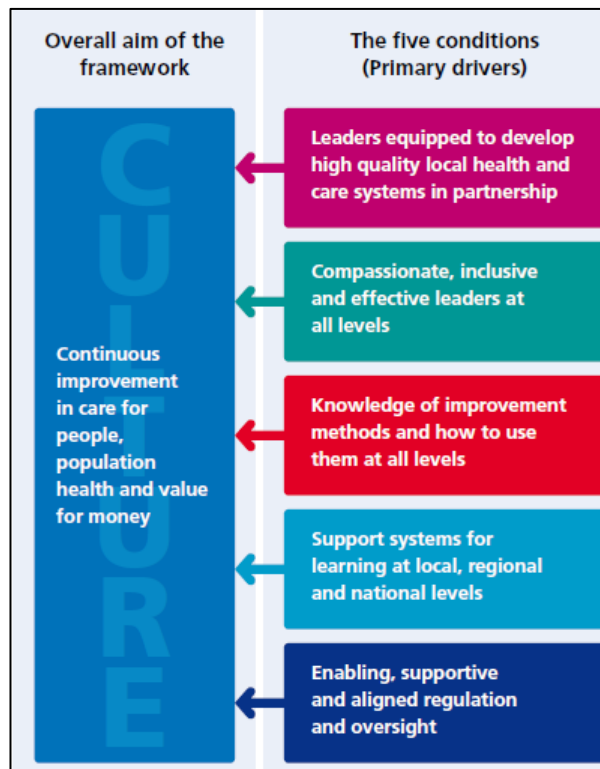 Overall aim of the
framework
CULTURE
Continuous
improvement
in care for
people,
population
health and value
for money
The five conditions
(Primary drivers)
Leaders equipped to develop
high quality local health and
care systems in partnership
Compassionate, inclusive
and effective leaders at
all levels
Knowledge of improvement
methods and how to use
them at all levels
Support systems for
learning at local, regional
and national levels
Enabling, supportive
and aligned regulation
and oversight